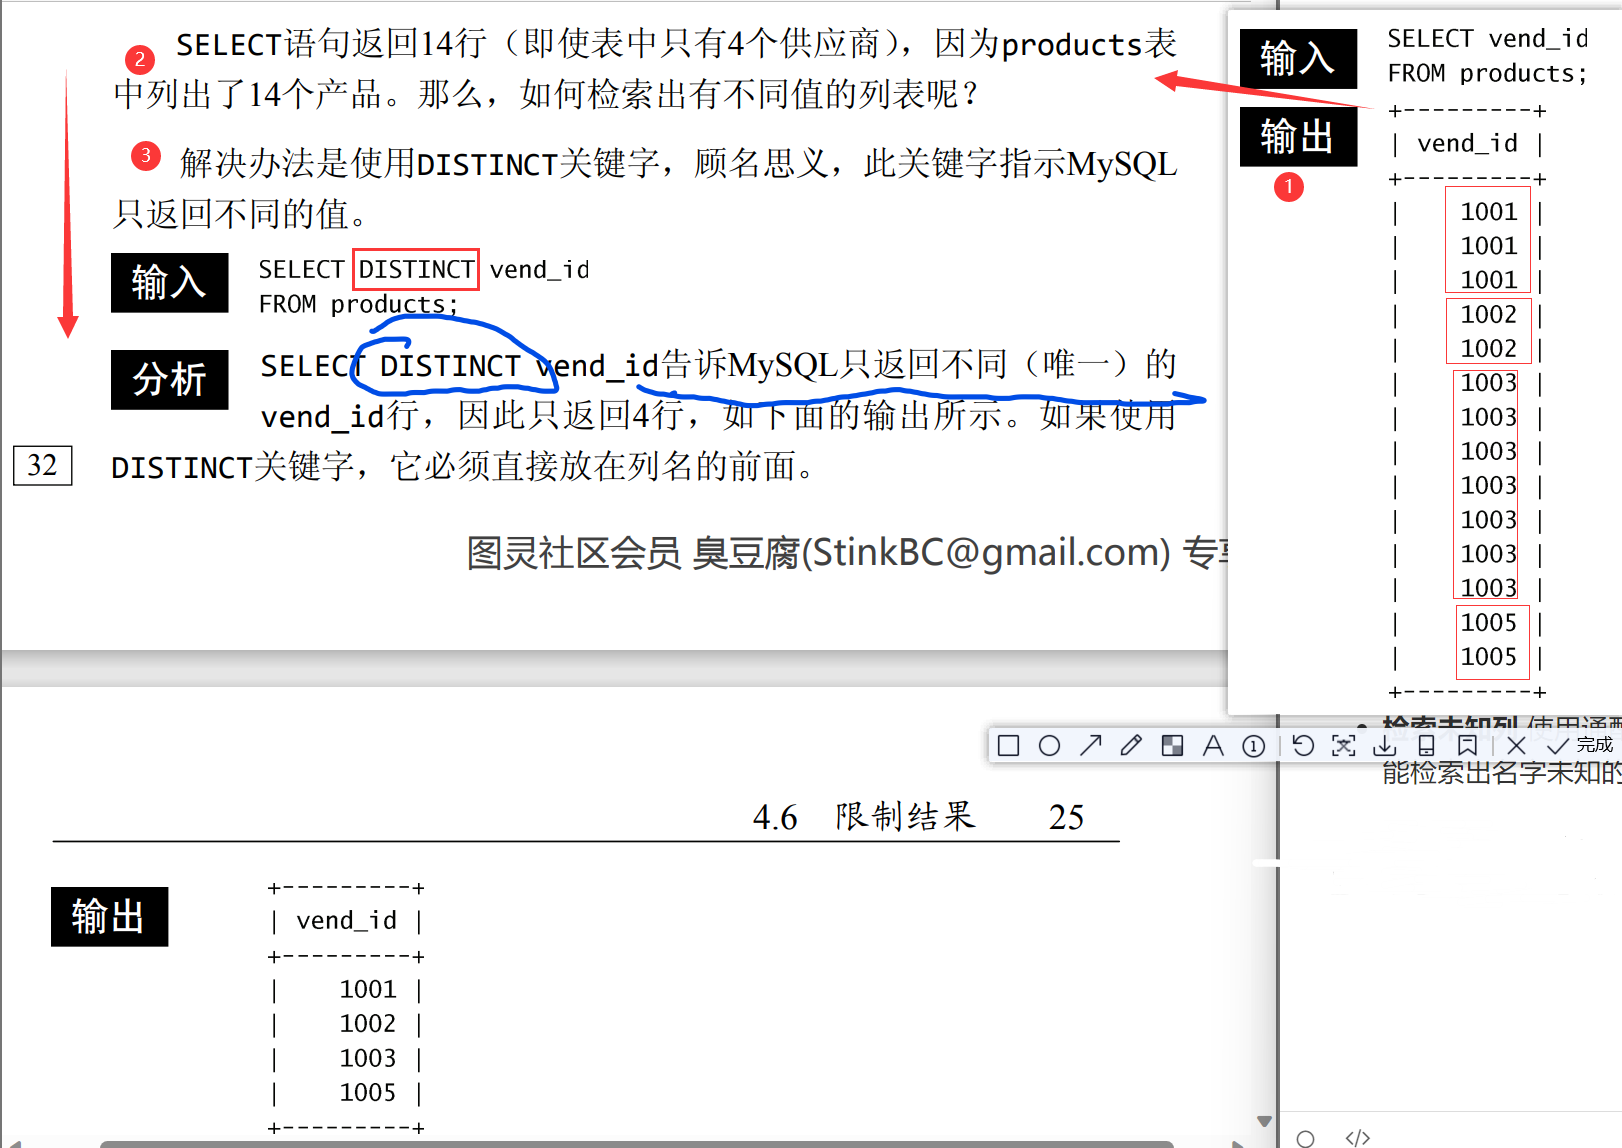 ② SELECT语句返回14行（即使表中只有4个供应商），因为products表
中列出了14个产品。那么，如何检索出有不同值的列表呢？
③ 解决办法是使用DISTINCT关键字，顾名思义，此关键字指示MySQL
只返回不同的值。
输入
SELECT DISTINCT vend_id
FROM products;
分析
SELECT DISTINCT vend_id告诉MySQL只返回不同（唯一）的
vend_id行，因此只返回4行，如下面的输出所示。如果使用
32
DISTINCT关键字，它必须直接放在列名的前面。
图灵社区会员 臭豆腐(StinkBC@gmail.com) 专
输入
SELECT vend_id
FROM products;
输出
①
+---------+
| vend_id |
+---------+
| 1001 |
| 1001 |
| 1001 |
| 1002 |
| 1002 |
| 1003 |
| 1003 |
| 1003 |
| 1003 |
| 1003 |
| 1003 |
| 1003 |
| 1005 |
| 1005 |
+---------+
检索未知列 使用通
完成
能检索出名字未知的
4.6 限制结果 25
输出
+---------+
| vend_id |
+---------+
| 1001 |
| 1002 |
| 1003 |
| 1005 |
+---------+